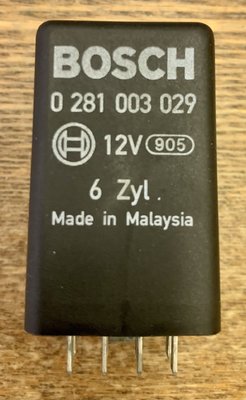 BOSCH
0 281 003 029
12V 905
6 Zyl.
Made in Malaysia